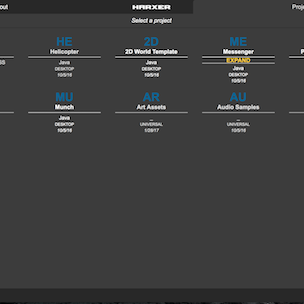 out HARXER Proj
Select a project
HE 2D ME
Helicopter 2D World Template Messenger P
SS Java Java EXPAND
DESKTOP DESKTOP Java
10/5/16 10/5/16 DESKTOP
10/5/16
MU AR AU
Munch Art Assets Audio Samples
Java _ _
DESKTOP UNIVERSAL UNIVERSAL
10/5/16 1/28/17 10/5/16